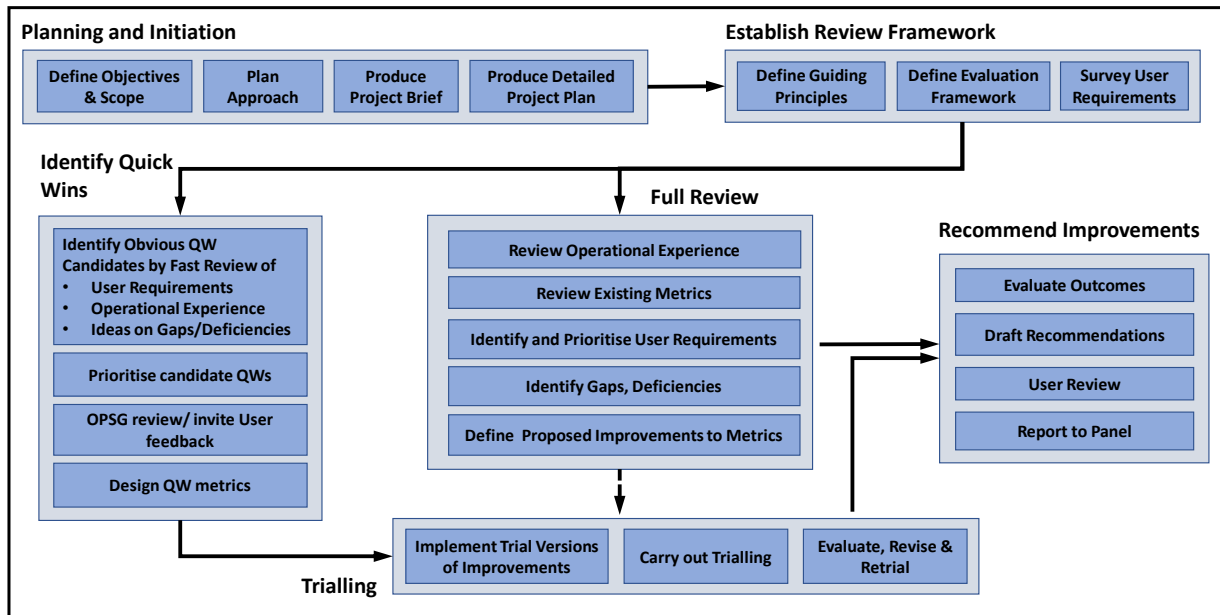 Planning and Initiation
Define Objectives
& Scope
Plan
Approach
Produce
Project Brief
Produce Detailed
Project Plan
Establish Review Framework
Define Guiding
Principles
Define Evaluation
Framework
Survey User
Requirements
Identify Quick
Wins
Identify Obvious QW
Candidates by Fast Review of
• User Requirements
• Operational Experience
• Ideas on Gaps/Deficiencies
Prioritise candidate QWs
OPSG review/ invite User
feedback
Design QW metrics
Full Review
Review Operational Experience
Review Existing Metrics
Identify and Prioritise User Requirements
Identify Gaps, Deficiencies
Define Proposed Improvements to Metrics
Recommend Improvements
Evaluate Outcomes
Draft Recommendations
User Review
Report to Panel
Trialling
Implement Trial Versions
of Improvements
Carry out Trialling
Evaluate, Revise &
Retrial